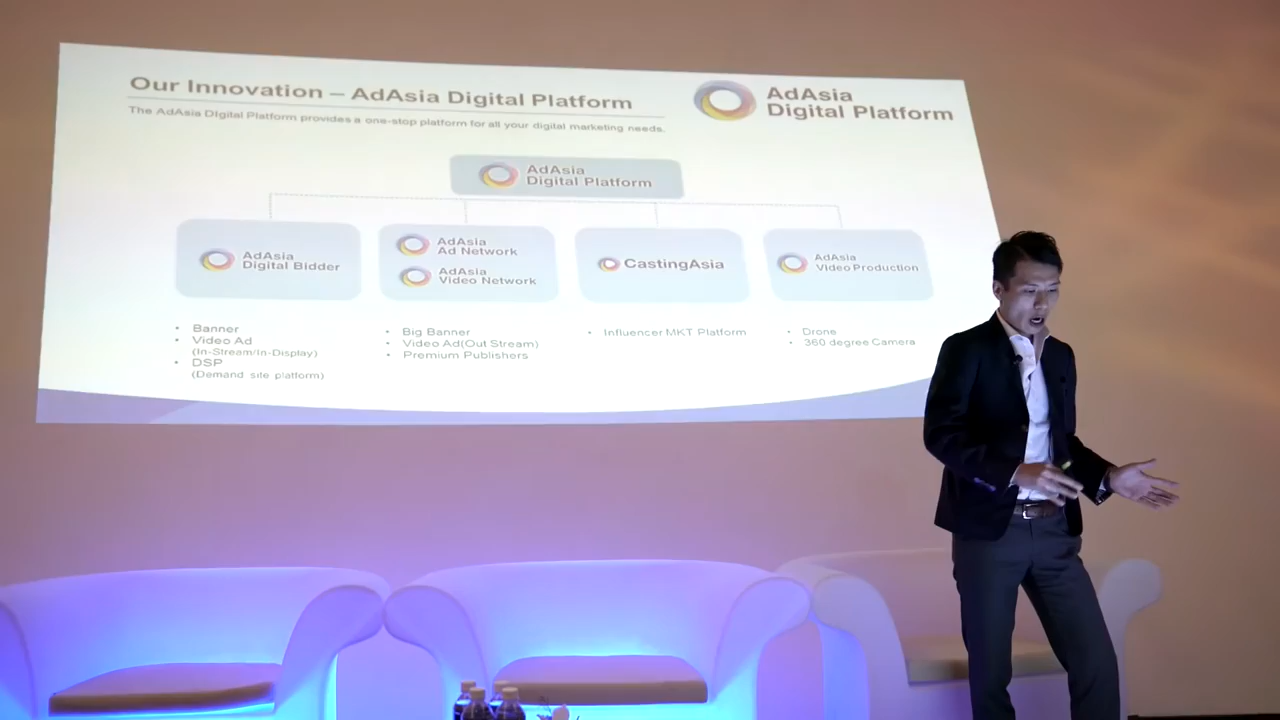 Our Innovation – AdAsia Digital Platform
The AdAsia Digital Platform provides a one-stop platform for all your digital marketing needs.
AdAsia
Digital Platform
AdAsia
Digital Platform
AdAsia
Digital Bidder
AdAsia
Ad Network
AdAsia
Video Network
CastingAsia
AdAsia
Video Production
• Banner
• Video Ad
(In-Stream/In-Display)
• DSP
(Demand site platform)
• Big Banner
• Video Ad(Out Stream)
• Premium Publishers
• Influencer MKT Platform
• Drone
• 360 degree Camera